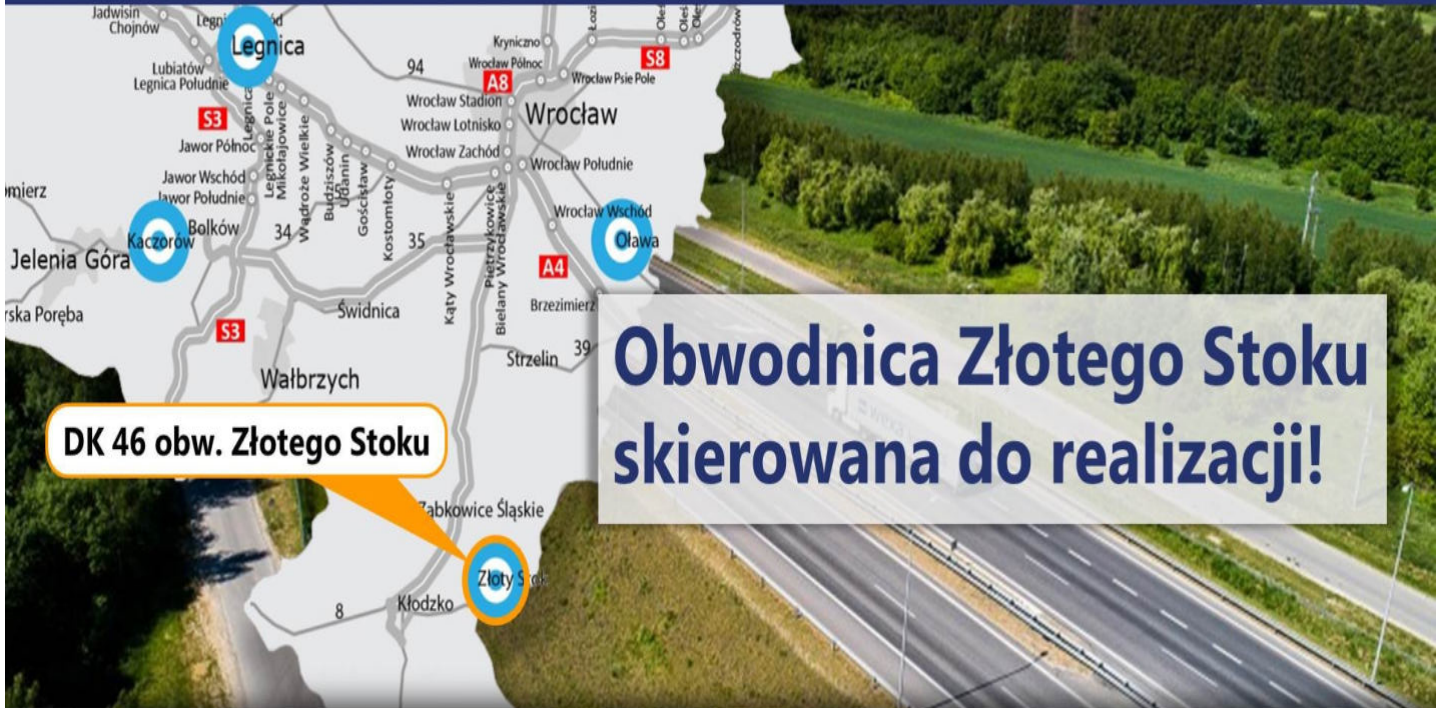 Jadwisin
Chojnów
Legnica
Lubiatów
Legnica Południe
S3
Jawor Północ
Legnickie Pole
Mikołajowice
Wądroże Wielkie
Budziszów
Udanin
Gościsław
Kostomłoty
Jawor Wschód
Jawor Południe
Bolków
Kaczorów
Jelenia Góra
34
35
94
Kryniczno
Wrocław Północ
A8
S8
Wrocław Psie Pole
Wrocław Stadion
Wrocław
Wrocław Lotnisko
Wrocław Zachód
Wrocław Południe
Kąty Wrocławskie
Pietrzykowice
Bielany Wrocławskie
Wrocław Wschód
Oława
A4
Brzezimierz
Świdnica
S3
Strzelin
39
Wałbrzych
DK 46 obw. Złotego Stoku
Ząbkowice Śląskie
Złoty Stok
Kłodzko
8
Obwodnica Złotego Stoku
skierowana do realizacji!